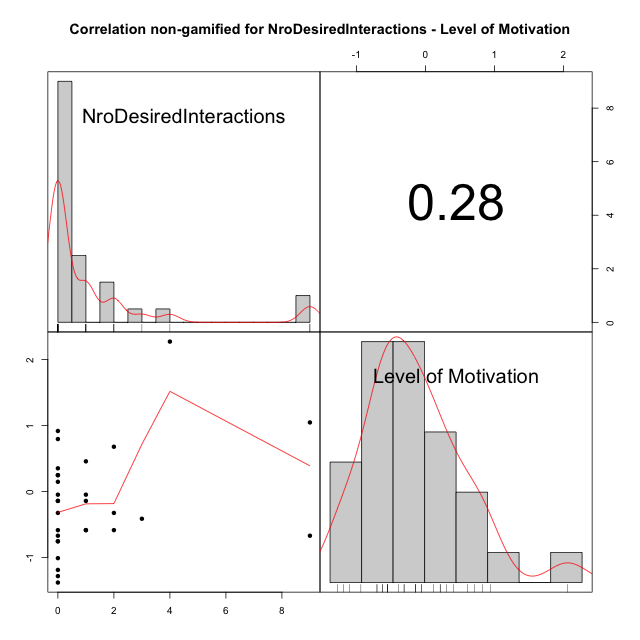 Correlation non-gamified for NroDesiredInteractions - Level of Motivation
-1 0 1 2
NroDesiredInteractions
0.28
8
6
4
2
0
Level of Motivation
2
1
0
-1
0 2 4 6 8